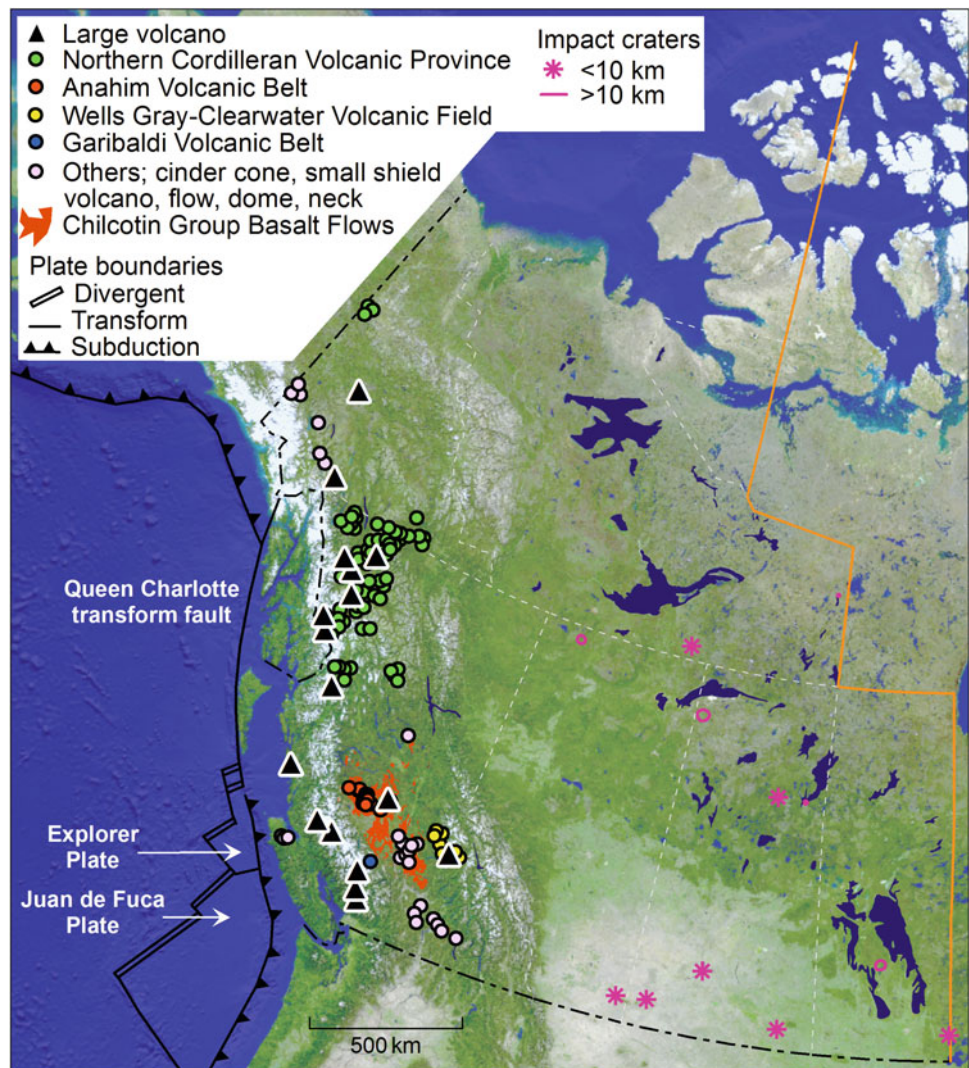 Large volcano
Northern Cordilleran Volcanic Province
Anahim Volcanic Belt
Wells Gray-Clearwater Volcanic Field
Garibaldi Volcanic Belt
Others; cinder cone, small shield
volcano, flow, dome, neck
Chilcotin Group Basalt Flows
Plate boundaries
Divergent
Transform
Subduction
Impact craters
<10 km
>10 km
Queen Charlotte
transform fault
Explorer
Plate
Juan de Fuca
Plate
500 km